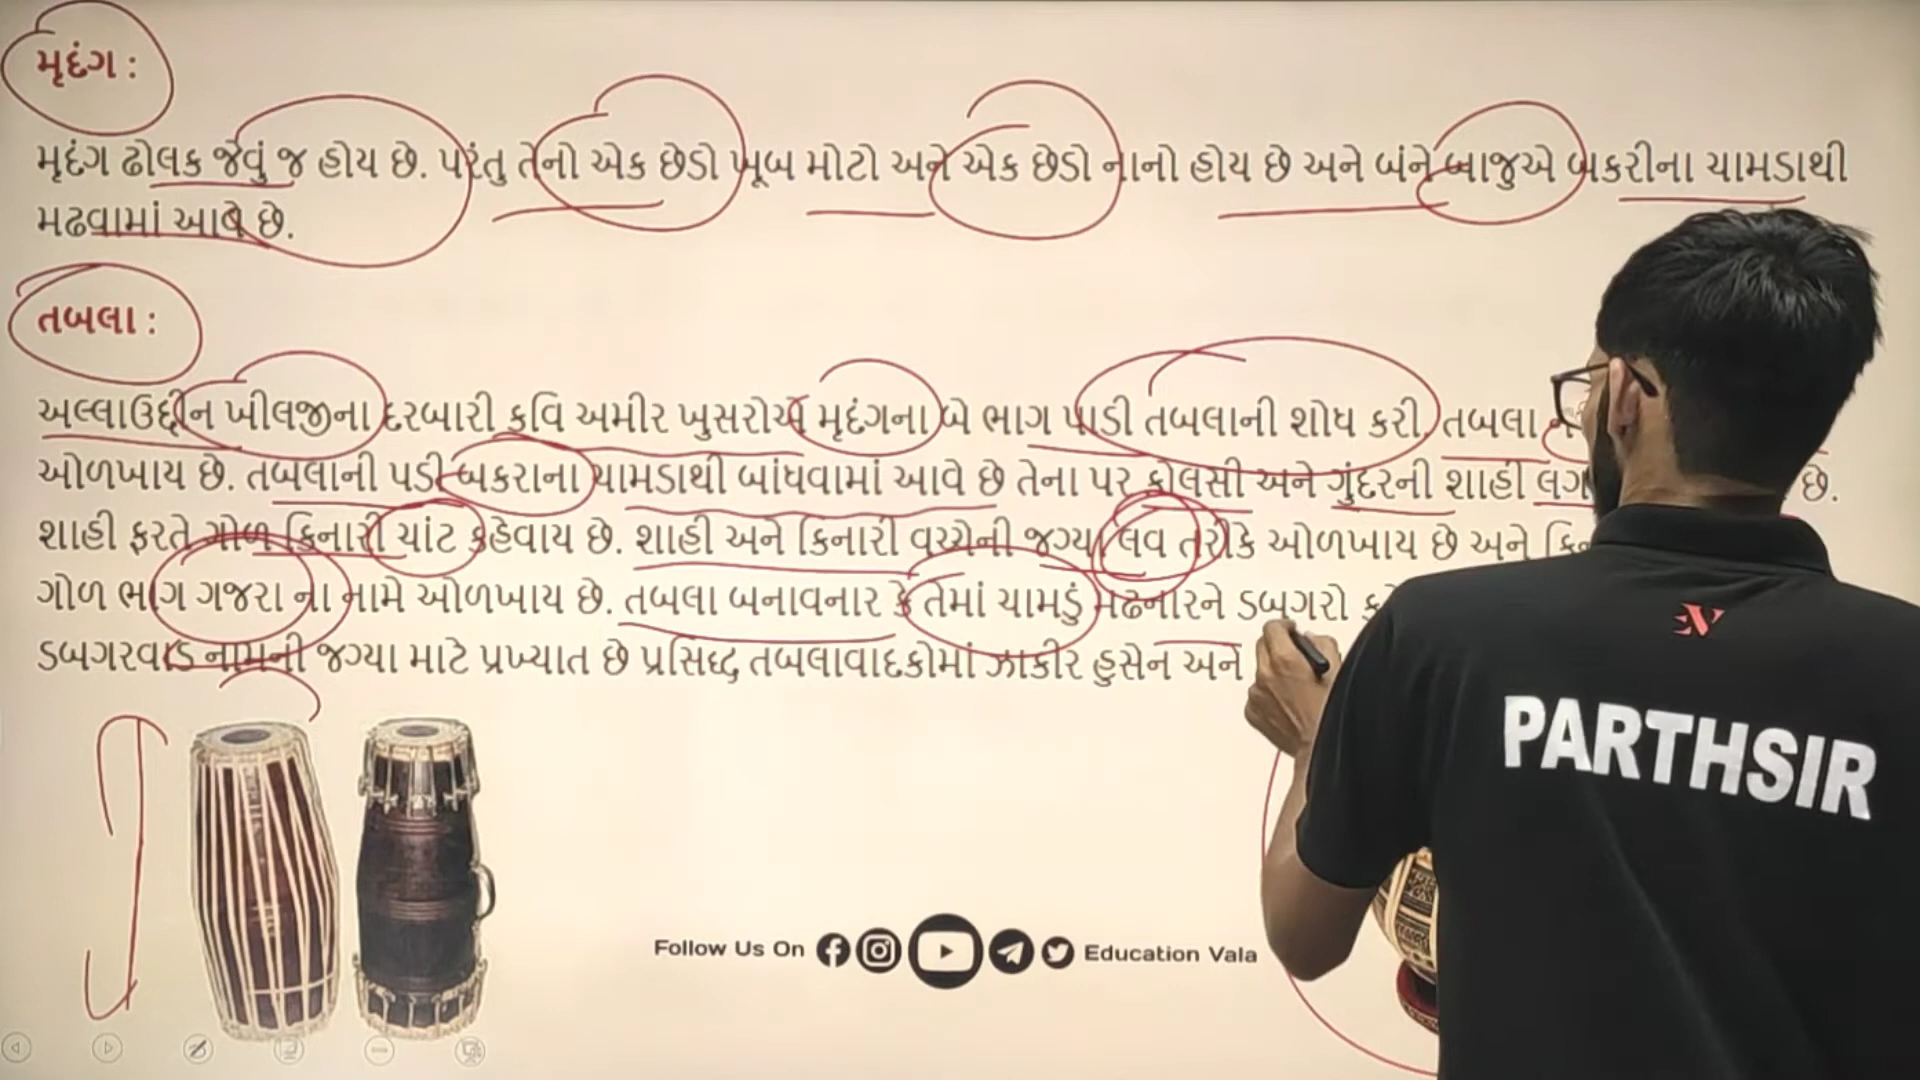 મૃદંગ :
મૃદંગ ઢોલક જેવું જ હોય છે. પરંતુ તેનો એક છેડો ખૂબ મોટો અને એક છેડો નાનો હોય છે અને બંને બાજુએ બકરીના ચામડાથી
મઢવામાં આવે છે.
તબલા :
અલ્લાઉદ્દીન ખીલજીના દરબારી કવિ અમીર ખુસરોએ મૃદંગના બે ભાગ પાડી તબલાની શોધ કરી. તબલા
ઓળખાય છે. તબલાની પડી બકરાના ચામડાથી બાંધવામાં આવે છે તેના પર કોલસી અને ગુંદરની શાહી છે.
શાહી ફરતે ગોળ કિનારી ચાંટ કહેવાય છે. શાહી અને કિનારી વચ્ચેની જગ્યા લવ તરીકે ઓળખાય છે અને
ગોળ ભાગ ગજરા ના નામે ઓળખાય છે. તબલા બનાવનાર કે તેમાં ચામડું મઢનારને ડબગરો
ડબગરવાડ નામની જગ્યા માટે પ્રખ્યાત છે પ્રસિદ્ધ તબલાવાદકોમાં ઝાકીર હુસેન અને
PARTHSIR
Follow Us On Education Vala